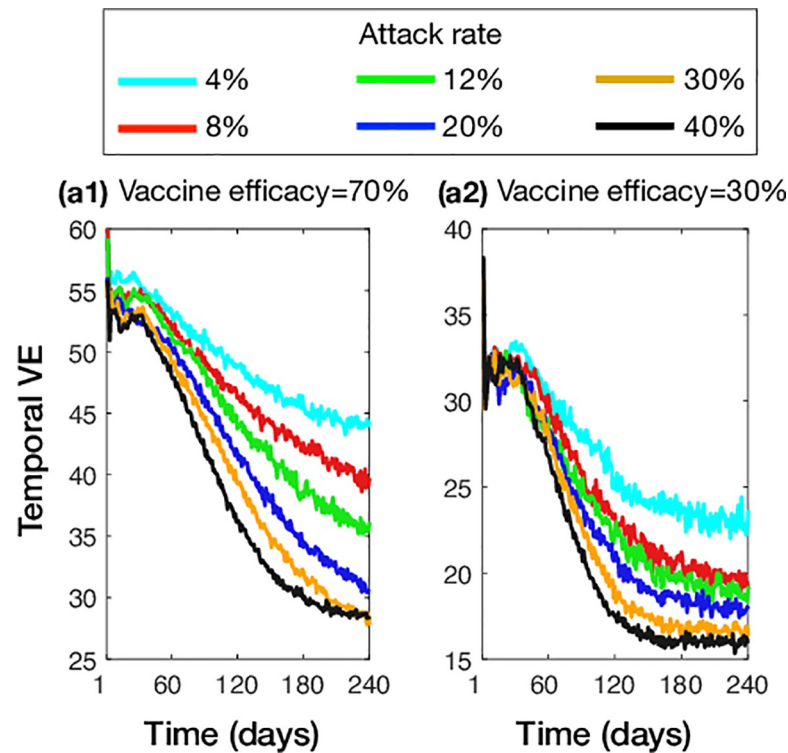 Attack rate
4% 12% 30%
8% 20% 40%
(a1) Vaccine efficacy=70% (a2) Vaccine efficacy=30%
60 40
55
50 35
45 30
40
35 25
30 20
25 15
1 60 120 180 240 1 60 120 180 240
Temporal VE
Time (days) Time (days)